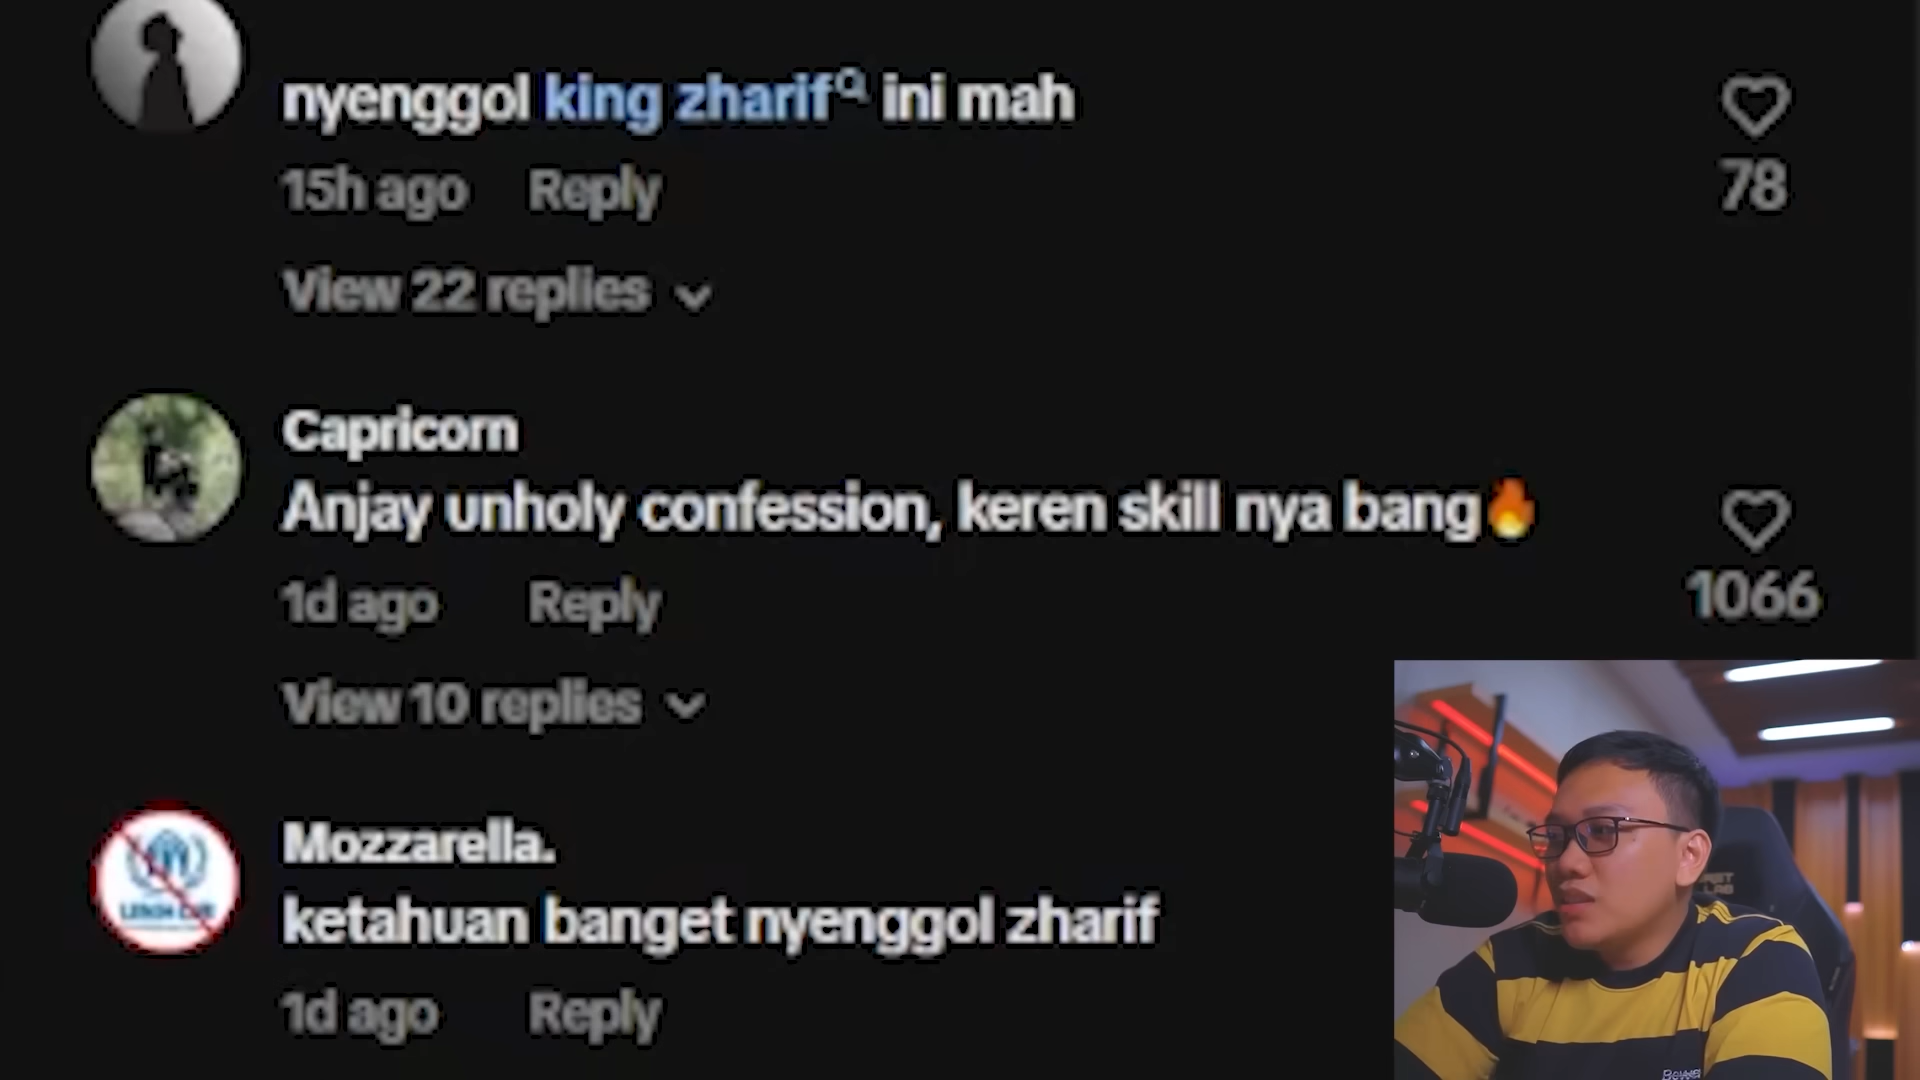 nyenggol king zharif ini mah
78
15h ago Reply
View 22 replies
Capricorn
Anjay unholy confession, keren skill nya bang🔥
1066
1d ago Reply
View 10 replies
Mozzarella.
ketahuan banget nyenggol zharif
1d ago Reply